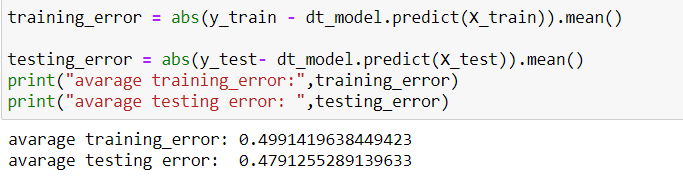 training_error = abs(y_train - dt_model.predict(X_train)).mean()
testing_error = abs(y_test- dt_model.predict(X_test)).mean()
print("avarage training_error:",training_error)
print("avarage testing error: ",testing_error)
avarage training_error: 0.4991419638449423
avarage testing error:  0.4791255289139633